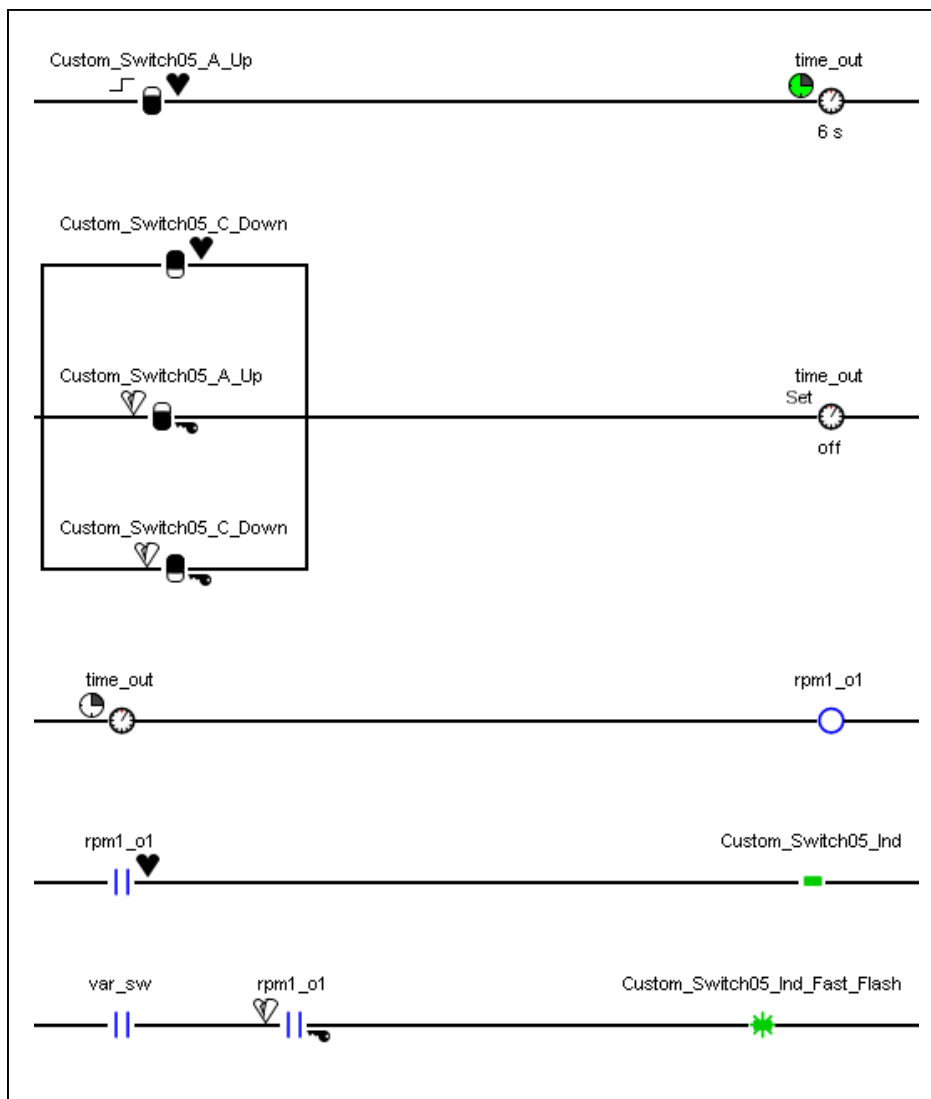 Custom_Switch05_A_Up
time_out
6 s
Custom_Switch05_C_Down
Custom_Switch05_A_Up
time_out
Set
off
Custom_Switch05_C_Down
time_out
rpm1_o1
rpm1_o1
Custom_Switch05_Ind
var_sw
rpm1_o1
Custom_Switch05_Ind_Fast_Flash